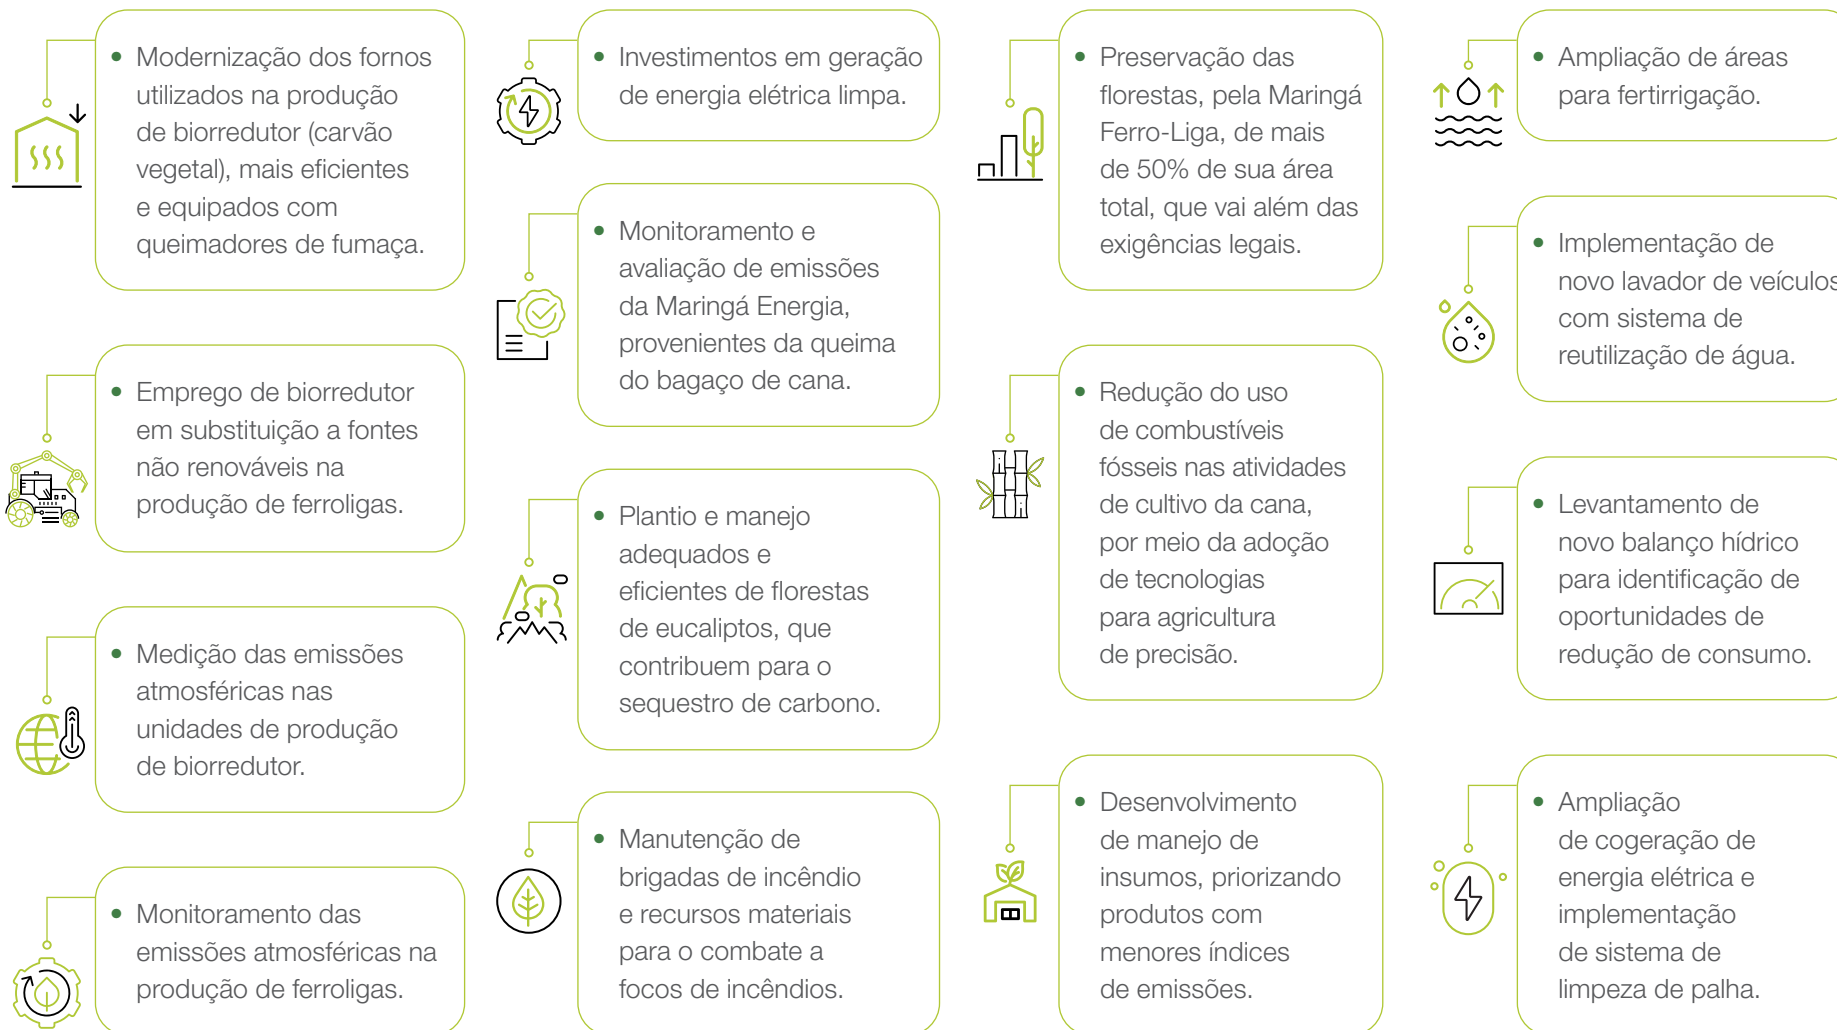 • Modernização dos fornos
utilizados na produção
de biorredutor (carvão
vegetal), mais eficientes
e equipados com
queimadores de fumaça.
• Emprego de biorredutor
em substituição a fontes
não renováveis na
produção de ferroligas.
• Medição das emissões
atmosféricas nas
unidades de produção
de biorredutor.
• Monitoramento das
emissões atmosféricas na
produção de ferroligas.
• Investimentos em geração
de energia elétrica limpa.
• Monitoramento e
avaliação de emissões
da Maringá Energia,
provenientes da queima
do bagaço de cana.
• Plantio e manejo
adequados e
eficientes de florestas
de eucaliptos, que
contribuem para o
sequestro de carbono.
• Manutenção de
brigadas de incêndio
e recursos materiais
para o combate a
focos de incêndios.
• Preservação das
florestas, pela Maringá
Ferro-Liga, de mais
de 50% de sua área
total, que vai além das
exigências legais.
• Redução do uso
de combustíveis
fósseis nas atividades
de cultivo da cana,
por meio da adoção
de tecnologias
para agricultura
de precisão.
• Desenvolvimento
de manejo de
insumos, priorizando
produtos com
menores índices
de emissões.
• Ampliação de áreas
para fertirrigação.
• Implementação de
novo lavador de veículos
com sistema de
reutilização de água.
• Levantamento de
novo balanço hídrico
para identificação de
oportunidades de
redução de consumo.
• Ampliação
de cogeração de
energia elétrica e
implementação
de sistema de
limpeza de palha.